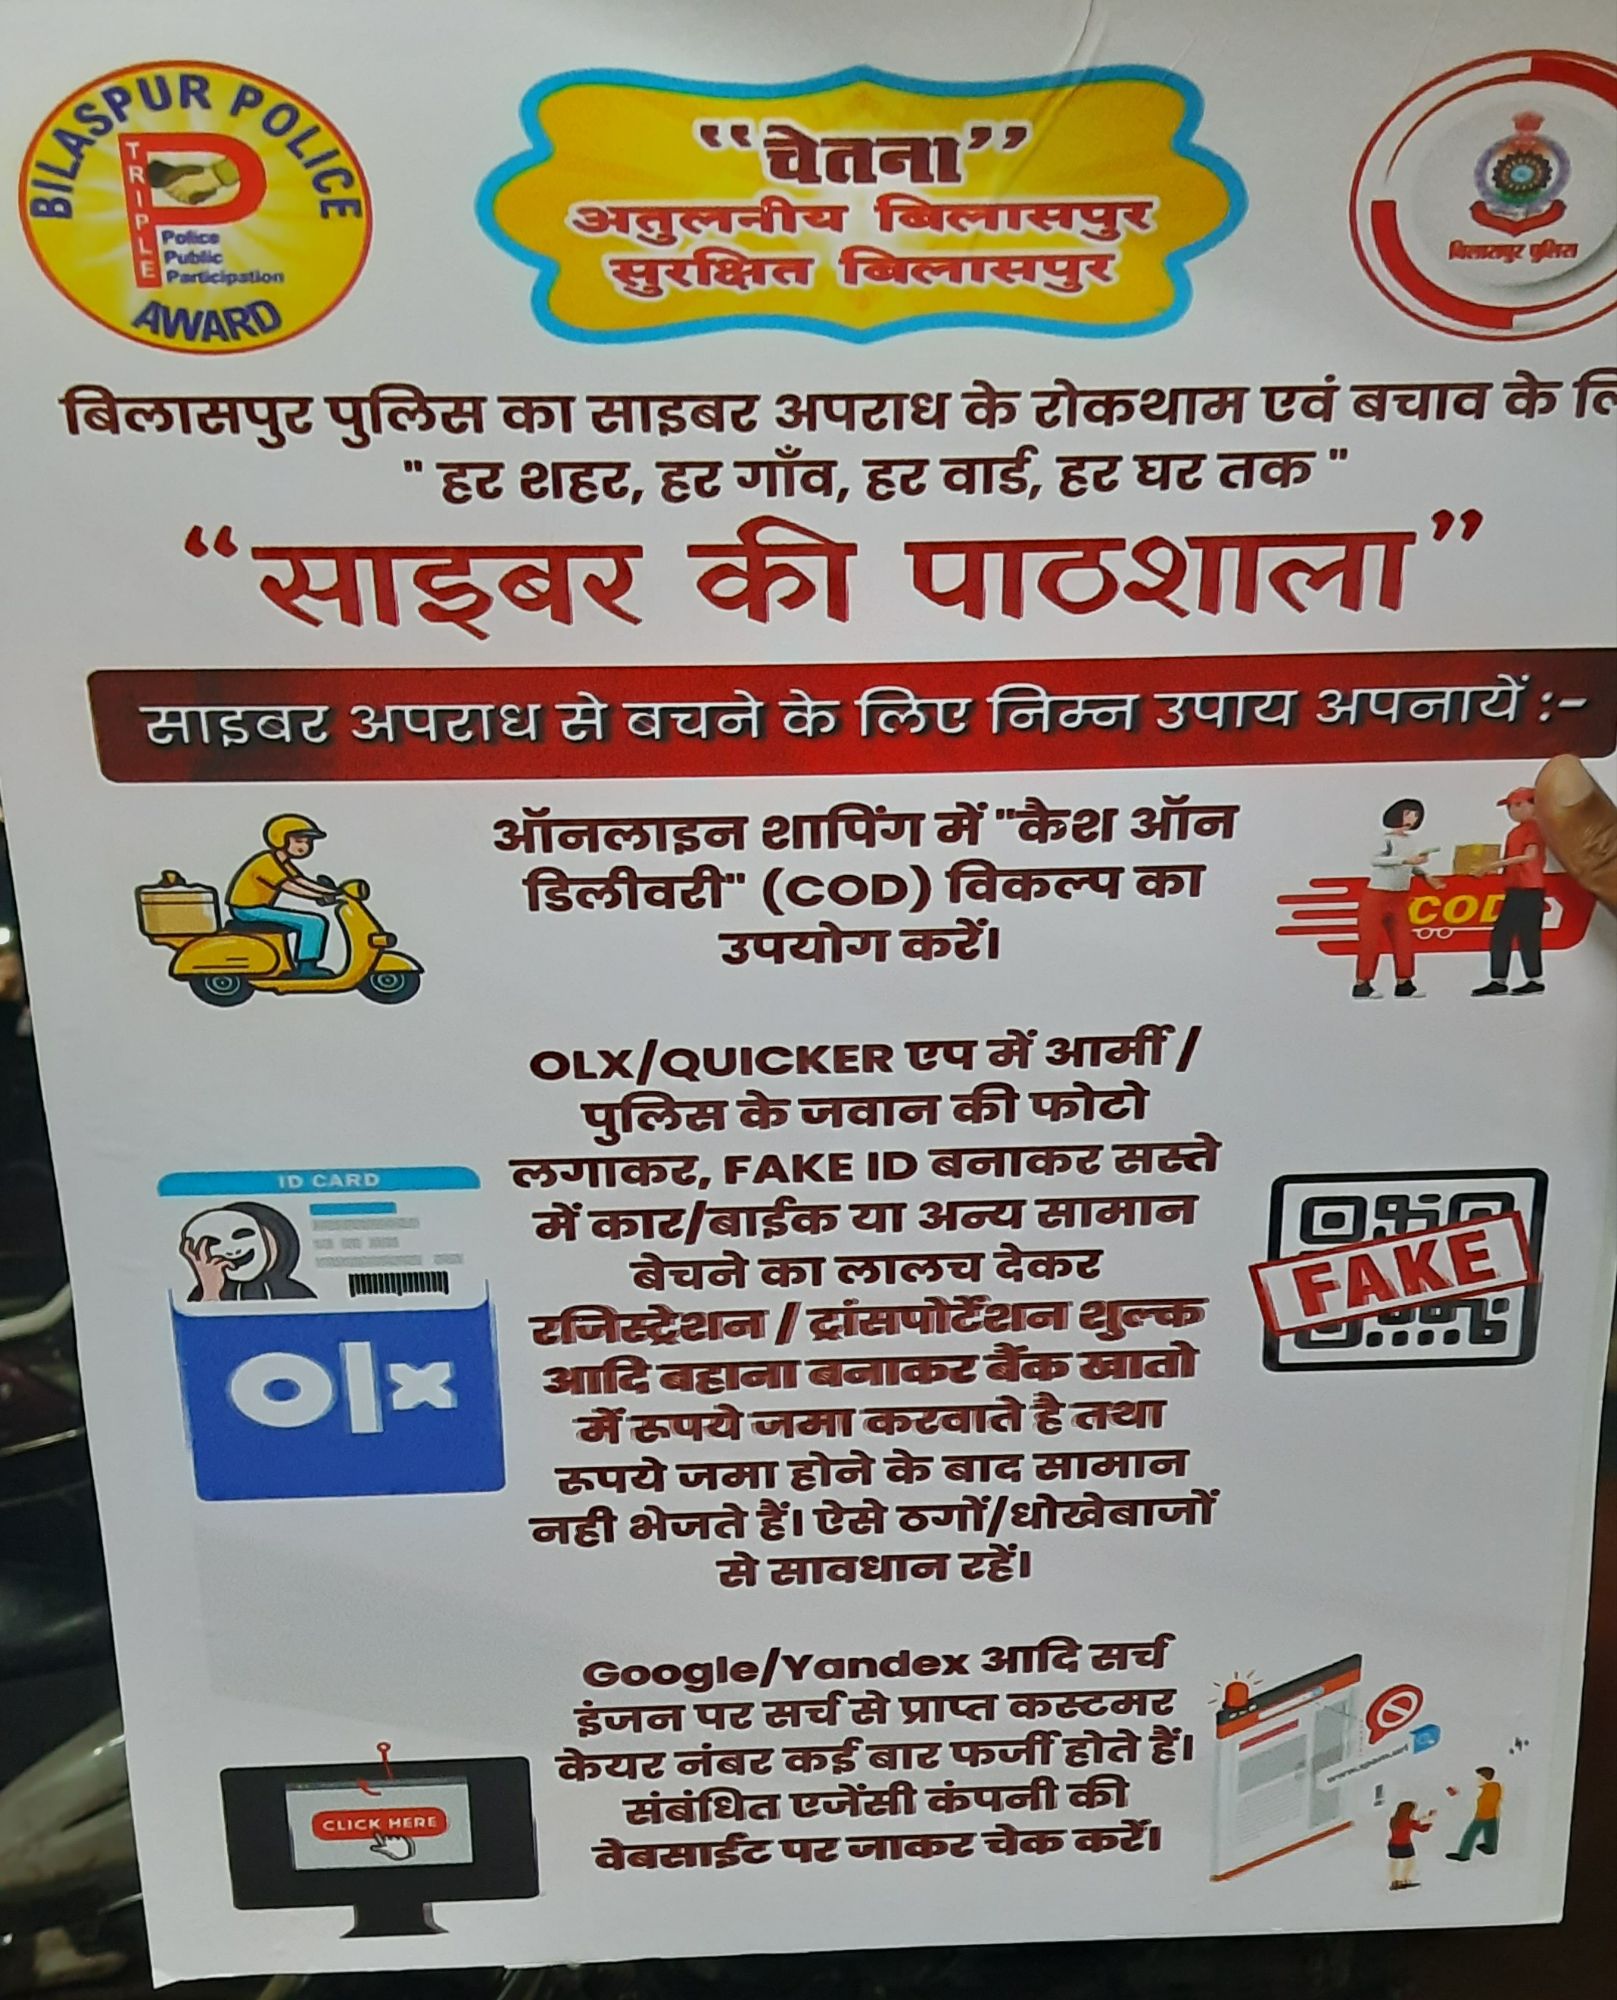 BILASPUR POLICE
TRIPLE
Police
Public
Participation
AWARD
“चेतना”
अतुलनीय बिलासपुर
सुरक्षित बिलासपुर
बिलासपुर पुलिस
बिलासपुर पुलिस का साइबर अपराध के रोकथाम एवं बचाव के लि
" हर शहर, हर गाँव, हर वार्ड, हर घर तक "
“साइबर की पाठशाला”
साइबर अपराध से बचने के लिए निम्न उपाय अपनायें :-
ऑनलाइन शापिंग में "कैश ऑन
डिलीवरी" (COD) विकल्प का
उपयोग करें।
COD
OLX/QUICKER एप में आर्मी /
पुलिस के जवान की फोटो
लगाकर, FAKE ID बनाकर सस्ते
में कार/बाईक या अन्य सामान
बेचने का लालच देकर
रजिस्ट्रेशन / ट्रांसपोर्टेशन शुल्क
आदि बहाना बनाकर बैंक खातो
में रूपये जमा करवाते है तथा
रूपये जमा होने के बाद सामान
नही भेजते हैं। ऐसे ठगों/धोखेबाजों
से सावधान रहें।
ID CARD
olx
FAKE
Google/Yandex आदि सर्च
इंजन पर सर्च से प्राप्त कस्टमर
केयर नंबर कई बार फर्जी होते हैं।
संबंधित एजेंसी कंपनी की
वेबसाईट पर जाकर चेक करें।
CLICK HERE